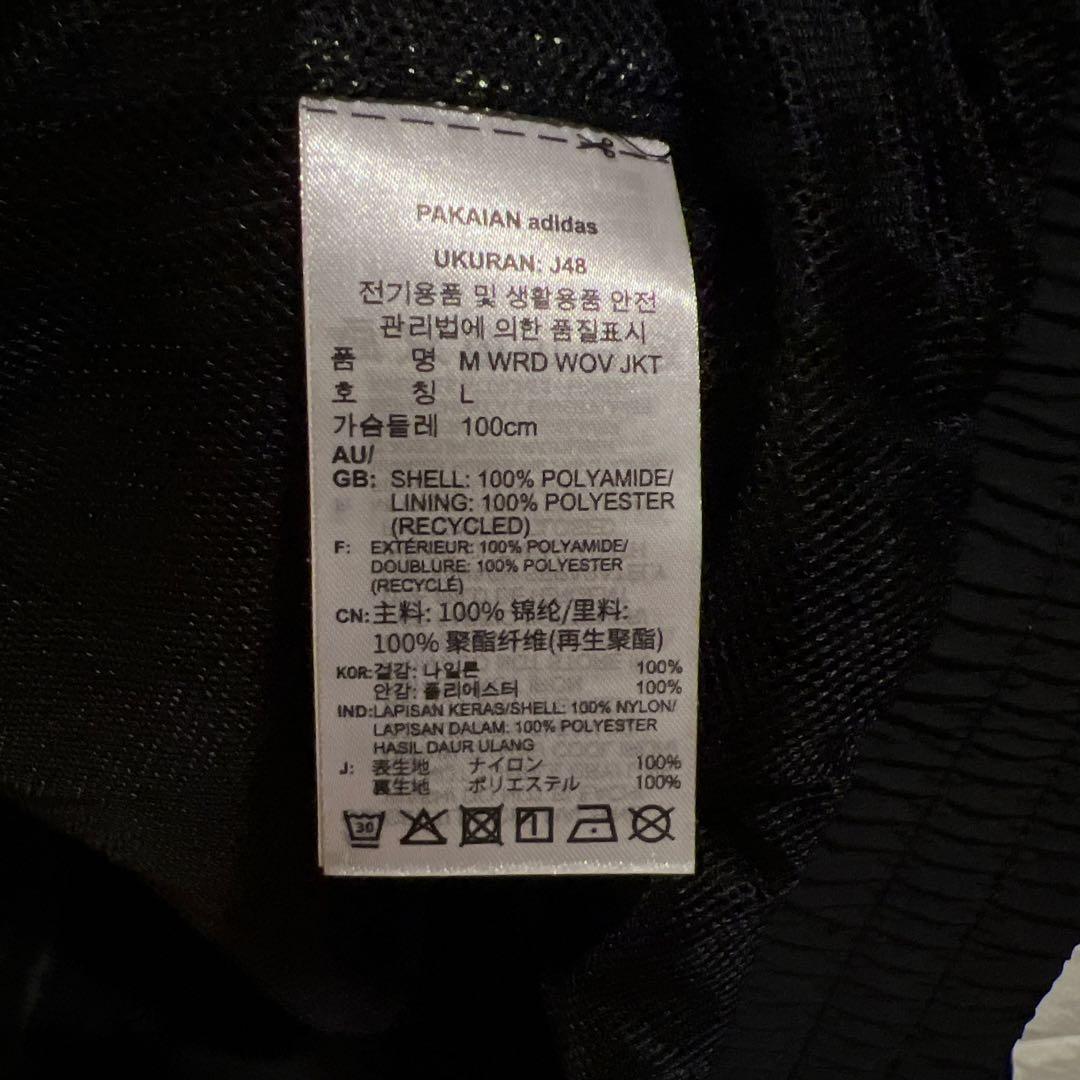 PAKAIAN adidas
UKURAN: J48
전기용품 및 생활용품 안전
관리법에 의한 품질표시
품 명 M WRD WOV JKT
호 칭 L
가슴둘레 100cm
AU/
GB: SHELL: 100% POLYAMIDE/
LINING: 100% POLYESTER
(RECYCLED)
F: EXTÉRIEUR: 100% POLYAMIDE/
DOUBLURE: 100% POLYESTER
(RECYCLÉ)
CN: 主料: 100% 锦纶/里料:
100% 聚酯纤维(再生聚酯)
KOR: 겉감: 나일론 100%
안감: 폴리에스터 100%
IND: LAPISAN KERAS/SHELL: 100% NYLON/
LAPISAN DALAM: 100% POLYESTER
HASIL DAUR ULANG
J: 表生地 ナイロン 100%
裏生地 ポリエステル 100%
30